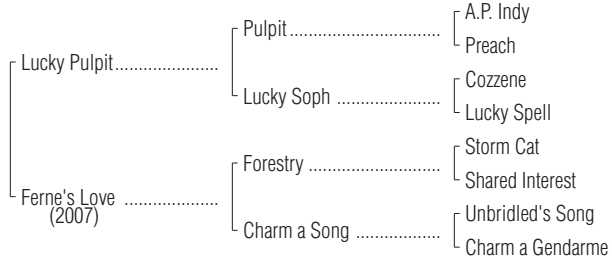 A.P. Indy
Pulpit
Preach
Lucky Pulpit
Cozzene
Lucky Soph
Lucky Spell
Storm Cat
Forestry
Shared Interest
Ferne's Love
(2007)
Unbridled's Song
Charm a Song
Charm a Gendarme